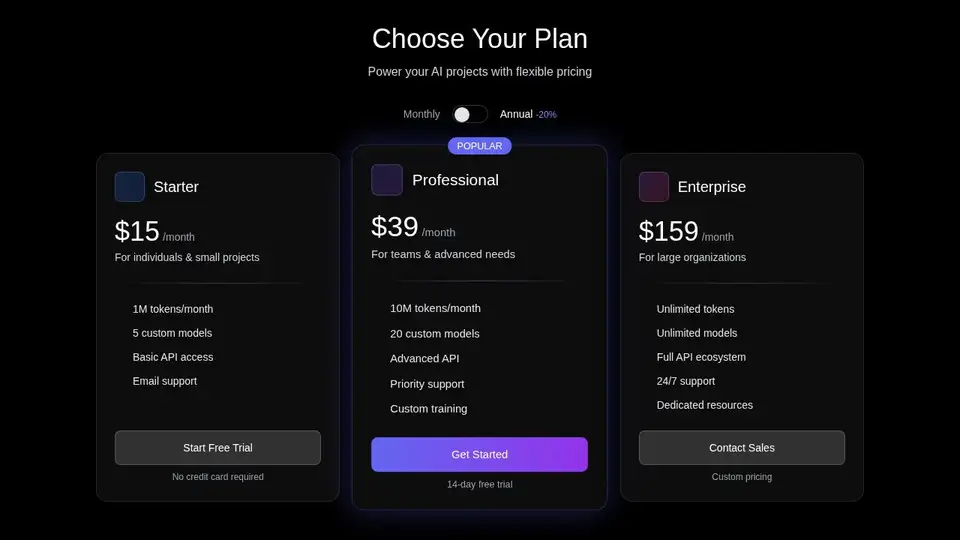 Choose Your Plan
Power your AI projects with flexible pricing
Monthly
Annual -20%
Starter
$15 /month
For individuals & small projects
1M tokens/month
5 custom models
Basic API access
Email support
Start Free Trial
No credit card required
POPULAR
Professional
$39 /month
For teams & advanced needs
10M tokens/month
20 custom models
Advanced API
Priority support
Custom training
Get Started
14-day free trial
Enterprise
$159 /month
For large organizations
Unlimited tokens
Unlimited models
Full API ecosystem
24/7 support
Dedicated resources
Contact Sales
Custom pricing